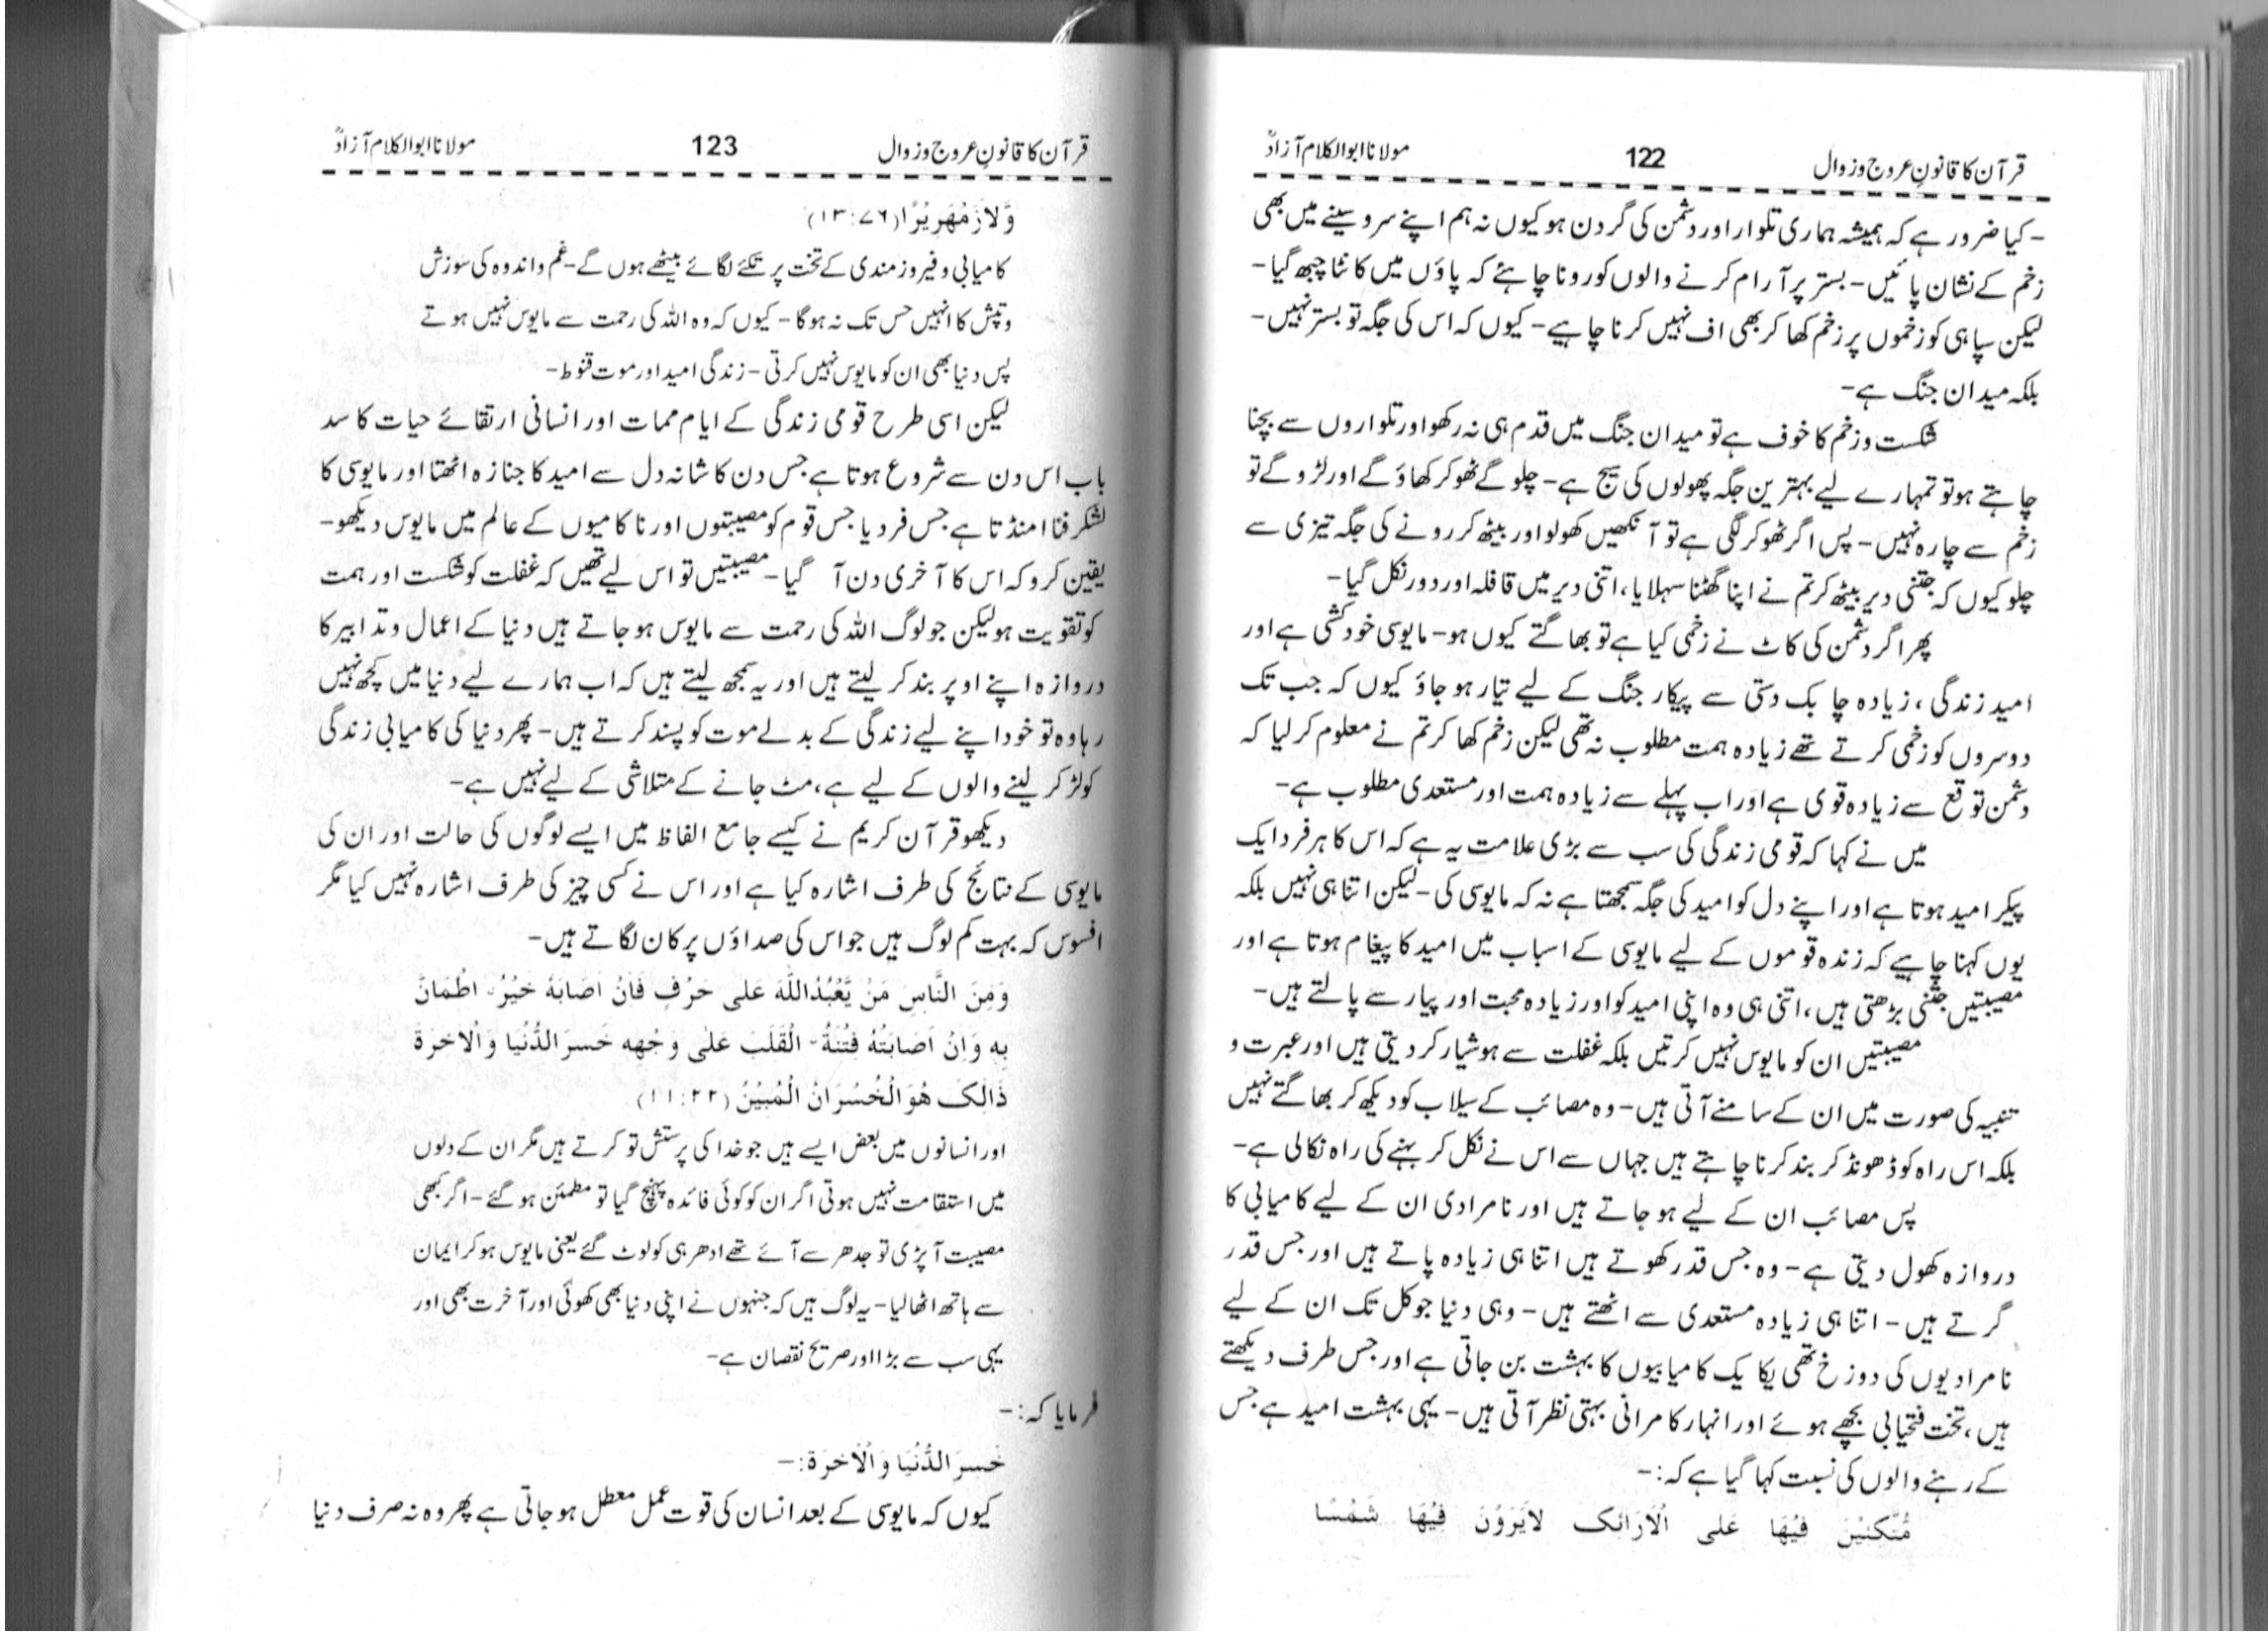 قرآن کا قانونِ عروج و زوال 122 مولانا ابوالکلام آزادؒ
۔ کیا ضرور ہے کہ ہمیشہ ہماری تلوار اور دشمن کی گردن ہو کیوں نہ ہم اپنے سر و سینے میں بھی
زخم کے نشان پائیں۔ بستر پر آرام کرنے والوں کو رونا چاہئے کہ پاؤں میں کانٹا چبھ گیا۔
لیکن سپاہی کو زخموں پر زخم کھا کر بھی اف نہیں کرنا چاہیے۔ کیوں کہ اس کی جگہ تو بستر نہیں۔
بلکہ میدان جنگ ہے۔
شکست و زخم کا خوف ہے تو میدان جنگ میں قدم ہی نہ رکھو اور تلواروں سے بچنا
چاہتے ہو تو تمہارے لیے بہترین جگہ پھولوں کی سیج ہے۔ چلو گے ٹھوکر کھاؤ گے اور لڑو گے تو
زخم سے چارہ نہیں۔ پس اگر ٹھوکر لگی ہے تو آنکھیں کھولو اور بیٹھ کر رونے کی جگہ تیزی سے
چلو کیوں کہ جتنی دیر بیٹھ کر تم نے اپنا گھٹنا سہلایا، اتنی دیر میں قافلہ اور دور نکل گیا۔
پھر اگر دشمن کی کاٹ نے زخمی کیا ہے تو بھاگتے کیوں ہو۔ مایوسی خودکشی ہے اور
امید زندگی، زیادہ چابک دستی سے پیکار جنگ کے لیے تیار ہو جاؤ کیوں کہ جب تک
دوسروں کو زخمی کرتے تھے زیادہ ہمت مطلوب نہ تھی لیکن زخم کھا کر تم نے معلوم کر لیا کہ
دشمن توقع سے زیادہ قوی ہے اور اب پہلے سے زیادہ ہمت اور مستعدی مطلوب ہے۔
میں نے کہا کہ قومی زندگی کی سب سے بڑی علامت یہ ہے کہ اس کا ہر فرد ایک
پیکر امید ہوتا ہے اور اپنے دل کو امید کی جگہ سمجھتا ہے نہ کہ مایوسی کی۔ لیکن اتنا ہی نہیں بلکہ
یوں کہنا چاہیے کہ زندہ قوموں کے لیے مایوسی کے اسباب میں امید کا پیغام ہوتا ہے اور
مصیبتیں جتنی بڑھتی ہیں، اتنی ہی وہ اپنی امید کو اور زیادہ محبت اور پیار سے پالتے ہیں۔
مصیبتیں ان کو مایوس نہیں کرتیں بلکہ غفلت سے ہوشیار کر دیتی ہیں اور عبرت و
تنبیہ کی صورت میں ان کے سامنے آتی ہیں۔ وہ مصائب کے سیلاب کو دیکھ کر بھاگتے نہیں
بلکہ اس راہ کو ڈھونڈ کر بند کرنا چاہتے ہیں جہاں سے اس نے نکل کر بہنے کی راہ نکالی ہے۔
پس مصائب ان کے لیے ہو جاتے ہیں اور نامرادی ان کے لیے کامیابی کا
دروازہ کھول دیتی ہے۔ وہ جس قدر کھوتے ہیں اتنا ہی زیادہ پاتے ہیں اور جس قدر
گرتے ہیں۔ اتنا ہی زیادہ مستعدی سے اٹھتے ہیں۔ وہی دنیا جو کل تک ان کے لیے
نامرادیوں کی دوزخ تھی یکایک کامیابیوں کا بہشت بن جاتی ہے اور جس طرف دیکھتے
ہیں، تخت فتحیابی بچھے ہوئے اور انہار کامرانی بہتی نظر آتی ہیں۔ یہی بہشت امید ہے جس
کے رہنے والوں کی نسبت کہا گیا ہے کہ:۔
مُتَّكِئِيْنَ فِيْهَا عَلَى الْاَرَائِكِ لَا يَرَوْنَ فِيْهَا شَمْسًا
قرآن کا قانونِ عروج و زوال 123 مولانا ابوالکلام آزادؒ
وَّلَا زَمْهَرِيْرًا (۱۳:۷۶)
کامیابی و فیروز مندی کے تخت پر تکئے لگائے بیٹھے ہوں گے۔ غم و اندوہ کی سوزش
و تپش کا انہیں حس تک نہ ہوگا۔ کیوں کہ وہ اللہ کی رحمت سے مایوس نہیں ہوتے
پس دنیا بھی ان کو مایوس نہیں کرتی۔ زندگی امید اور موت قنوط۔
لیکن اسی طرح قومی زندگی کے ایام ممات اور انسانی ارتقائے حیات کا سد
باب اس دن سے شروع ہوتا ہے جس دن کاشانہ دل سے امید کا جنازہ اٹھتا اور مایوسی کا
لشکر فنا امنڈتا ہے جس فرد یا جس قوم کو مصیبتوں اور ناکامیوں کے عالم میں مایوس دیکھو۔
یقین کرو کہ اس کا آخری دن آ گیا۔ مصیبتیں تو اس لیے تھیں کہ غفلت کو شکست اور ہمت
کو تقویت ہو لیکن جو لوگ اللہ کی رحمت سے مایوس ہو جاتے ہیں دنیا کے اعمال و تدابیر کا
دروازہ اپنے اوپر بند کر لیتے ہیں اور یہ سمجھ لیتے ہیں کہ اب ہمارے لیے دنیا میں کچھ نہیں
رہا وہ تو خود اپنے لیے زندگی کے بدلے موت کو پسند کرتے ہیں۔ پھر دنیا کی کامیابی زندگی
کو لڑ کر لینے والوں کے لیے ہے، مٹ جانے کے متلاشی کے لیے نہیں ہے۔
دیکھو قرآن کریم نے کیسے جامع الفاظ میں ایسے لوگوں کی حالت اور ان کی
مایوسی کے نتائج کی طرف اشارہ کیا ہے اور اس نے کسی چیز کی طرف اشارہ نہیں کیا مگر
افسوس کہ بہت کم لوگ ہیں جو اس کی صداؤں پر کان لگاتے ہیں۔
وَمِنَ النَّاسِ مَنْ يَّعْبُدُ اللّٰهَ عَلٰى حَرْفٍ فَاِنْ اَصَابَهٗ خَيْرُ ۨ اطْمَاَنَّ
بِهٖ وَاِنْ اَصَابَتْهُ فِتْنَةُ ۨ انْقَلَبَ عَلٰى وَجْهِهٖ خَسِرَ الدُّنْيَا وَالْاٰخِرَةَ
ذَالِكَ هُوَ الْخُسْرَانُ الْمُبِيْنُ (۱۱:۲۲)
اور انسانوں میں بعض ایسے ہیں جو خدا کی پرستش تو کرتے ہیں مگر ان کے دلوں
میں استقامت نہیں ہوتی اگر ان کو کوئی فائدہ پہنچ گیا تو مطمئن ہو گئے۔ اگر کبھی
مصیبت آ پڑی تو جدھر سے آئے تھے ادھر ہی کو لوٹ گئے یعنی مایوس ہو کر ایمان
سے ہاتھ اٹھا لیا۔ یہ لوگ ہیں کہ جنہوں نے اپنی دنیا بھی کھوئی اور آخرت بھی اور
یہی سب سے بڑا اور صریح نقصان ہے۔
فرمایا کہ:۔
خَسِرَ الدُّنْيَا وَالْاٰخِرَةَ:۔
کیوں کہ مایوسی کے بعد انسان کی قوت عمل معطل ہو جاتی ہے پھر وہ نہ صرف دنیا